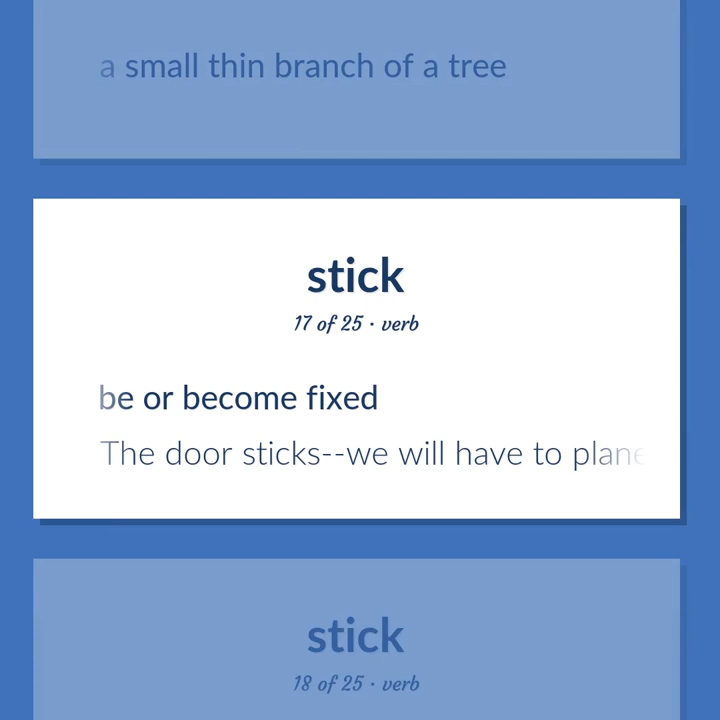 a small thin branch of a tree
stick
17 of 25 · verb
be or become fixed
The door sticks--we will have to plane
stick
18 of 25 · verb